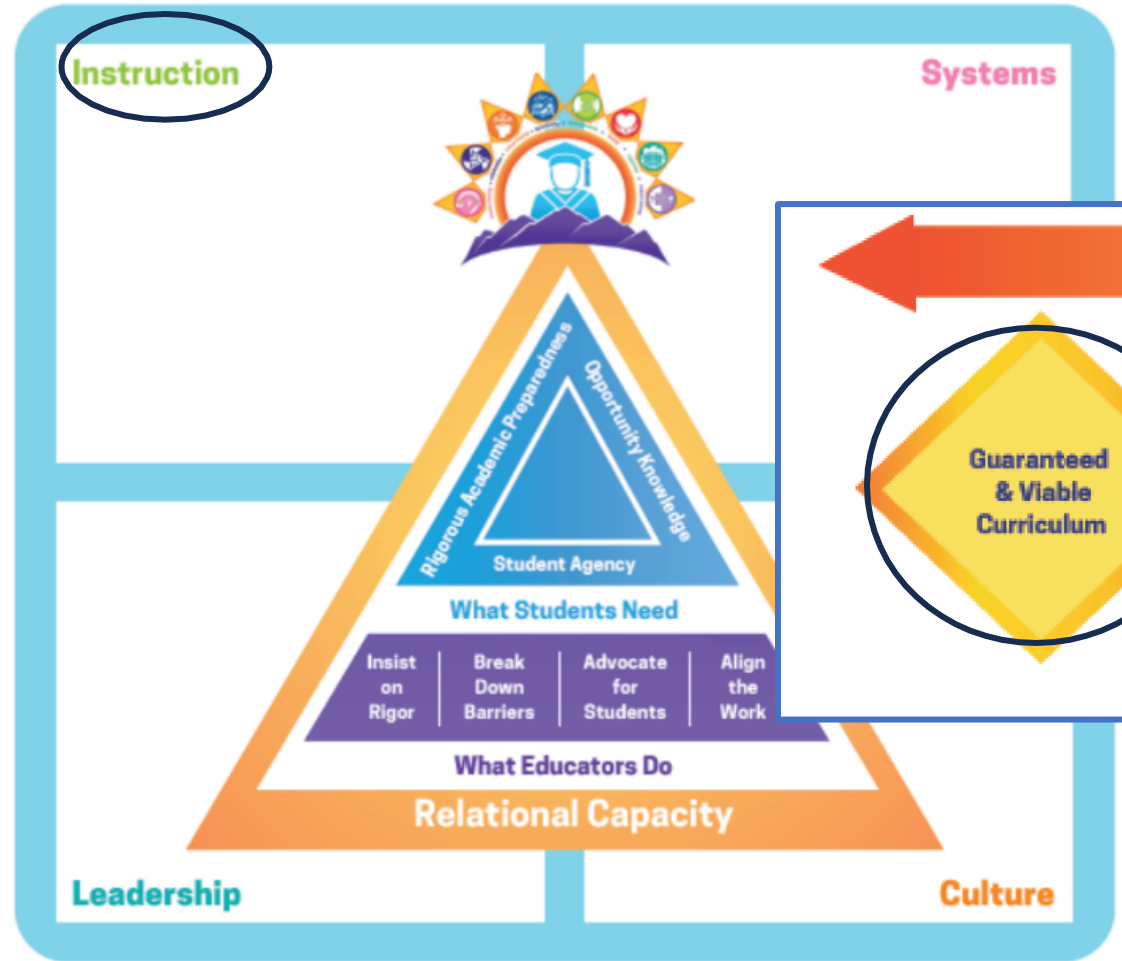 Instruction
Systems
Rigorous Academic Preparedness
Opportunity Knowledge
Student Agency
What Students Need
Insist
on
Rigor
Break
Down
Barriers
Advocate
for
Students
Align
the
Work
What Educators Do
Relational Capacity
Guaranteed
& Viable
Curriculum
Leadership
Culture